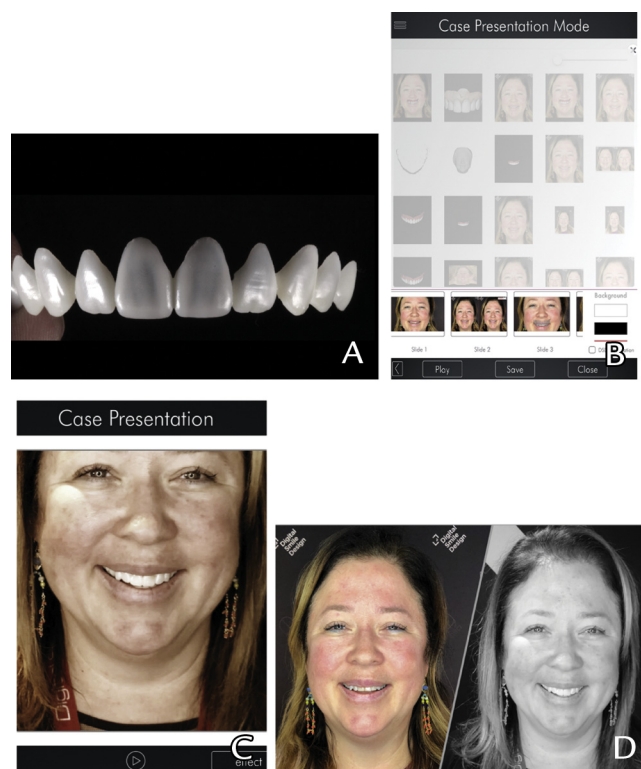 A
Case Presentation Mode
Background
Slide 1
Slide 2
Slide 3
B
Play
Save
Close
Case Presentation
C
effect
Digital
Smile
Design
Digital
Smile
Design
D